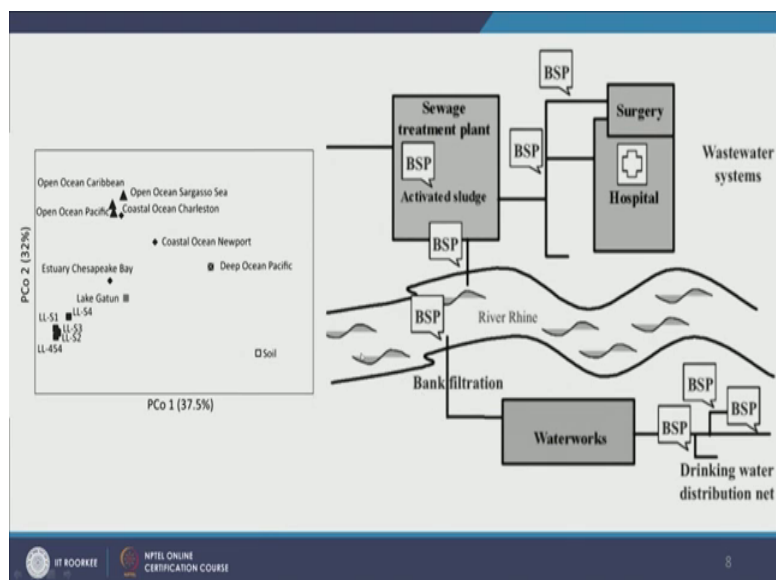 Open Ocean Caribbean
Open Ocean Sargasso Sea
Open Ocean Pacific
Coastal Ocean Charleston
Coastal Ocean Newport
Deep Ocean Pacific
Estuary Chesapeake Bay
Lake Gatun
LL-S4
LL-S1
LL-S3
LL-S2
LL-4S4
Soil
PCo 2 (32%)
PCo 1 (37.5%)
BSP
Sewage
treatment plant
BSP
Activated sludge
BSP
Surgery
Hospital
Wastewater
systems
BSP
BSP
River Rhine
Bank filtration
Waterworks
BSP
BSP
BSP
Drinking water
distribution net
IIT ROORKEE
NPTEL ONLINE
CERTIFICATION COURSE
8